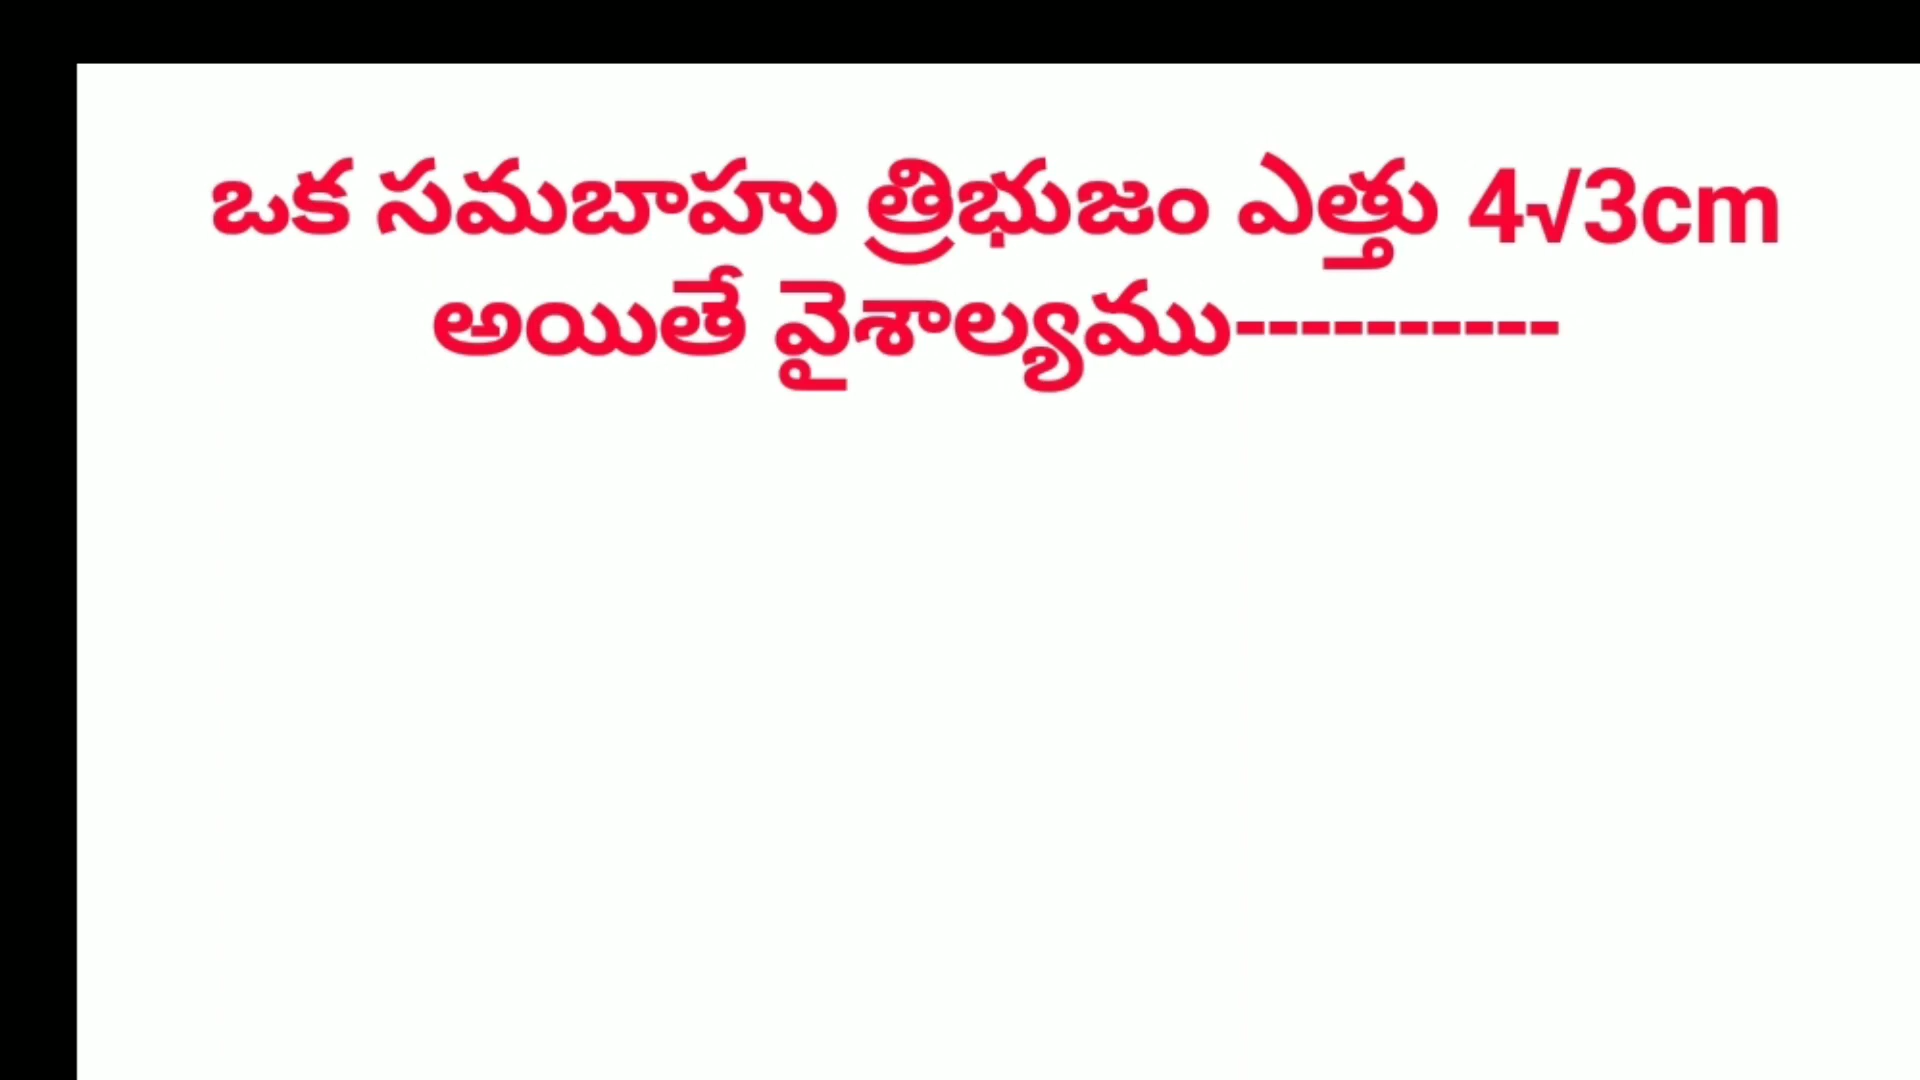 ఒక సమబాహు త్రిభుజం ఎత్తు 4√3cm
అయితే వైశాల్యము----------